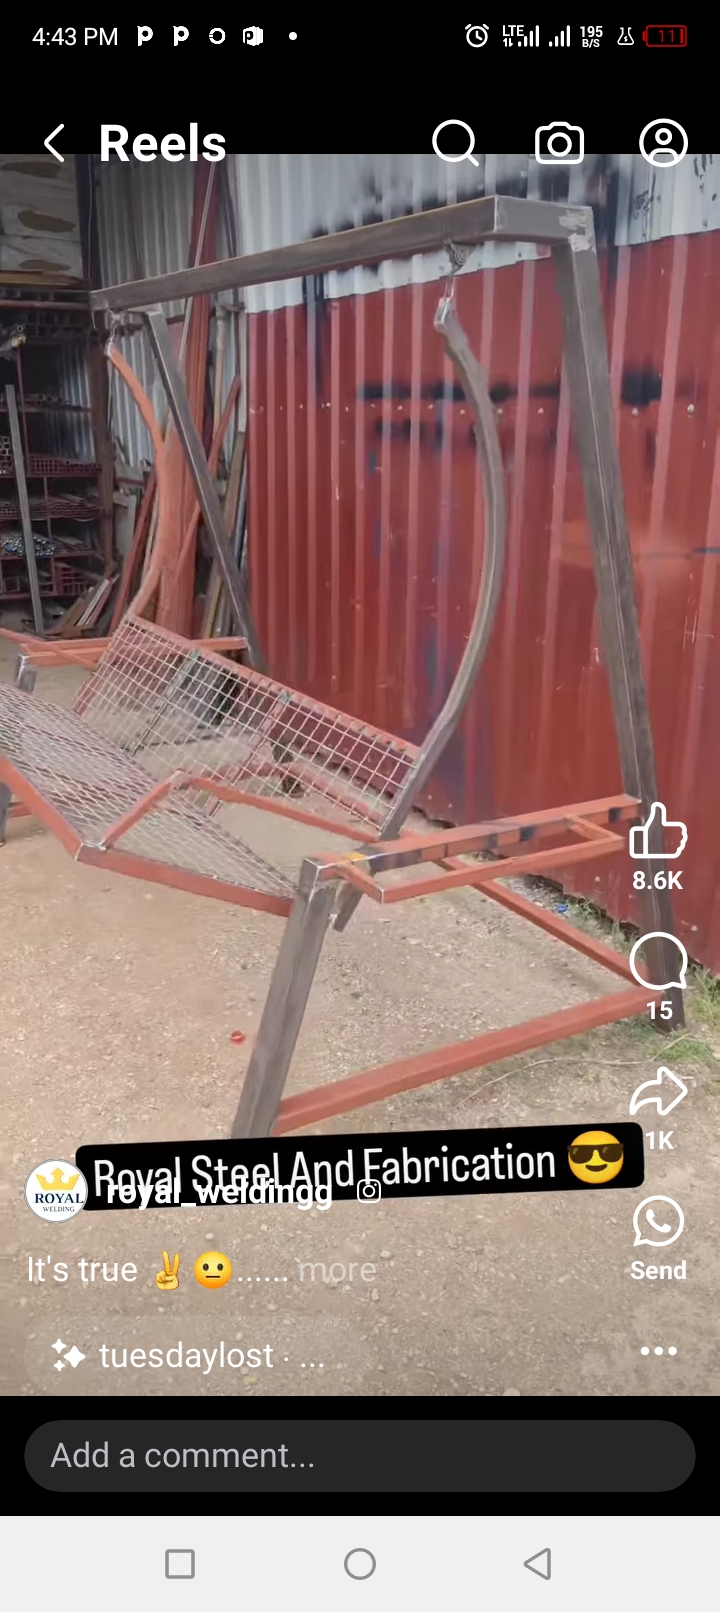 4:43 PM
LTE
195
B/S
11
Reels
8.6K
15
1K
Royal Steel And Fabrication 😎
ROYAL
WELDING
royal_weldingg
It's true ✌️😐...... more
Send
tuesdaylost · ...
Add a comment...